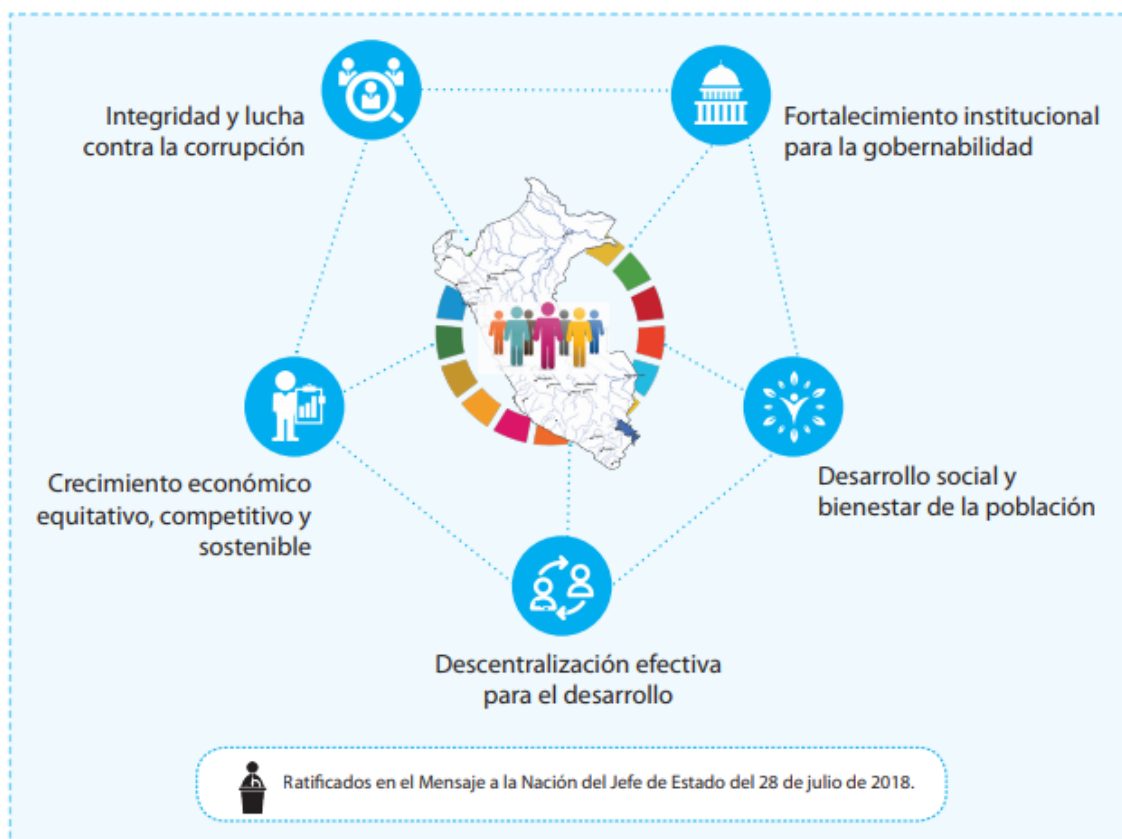 Integridad y lucha
contra la corrupción
Fortalecimiento institucional
para la gobernabilidad
Crecimiento económico
equitativo, competitivo y
sostenible
Desarrollo social y
bienestar de la población
Descentralización efectiva
para el desarrollo
Ratificados en el Mensaje a la Nación del Jefe de Estado del 28 de julio de 2018.